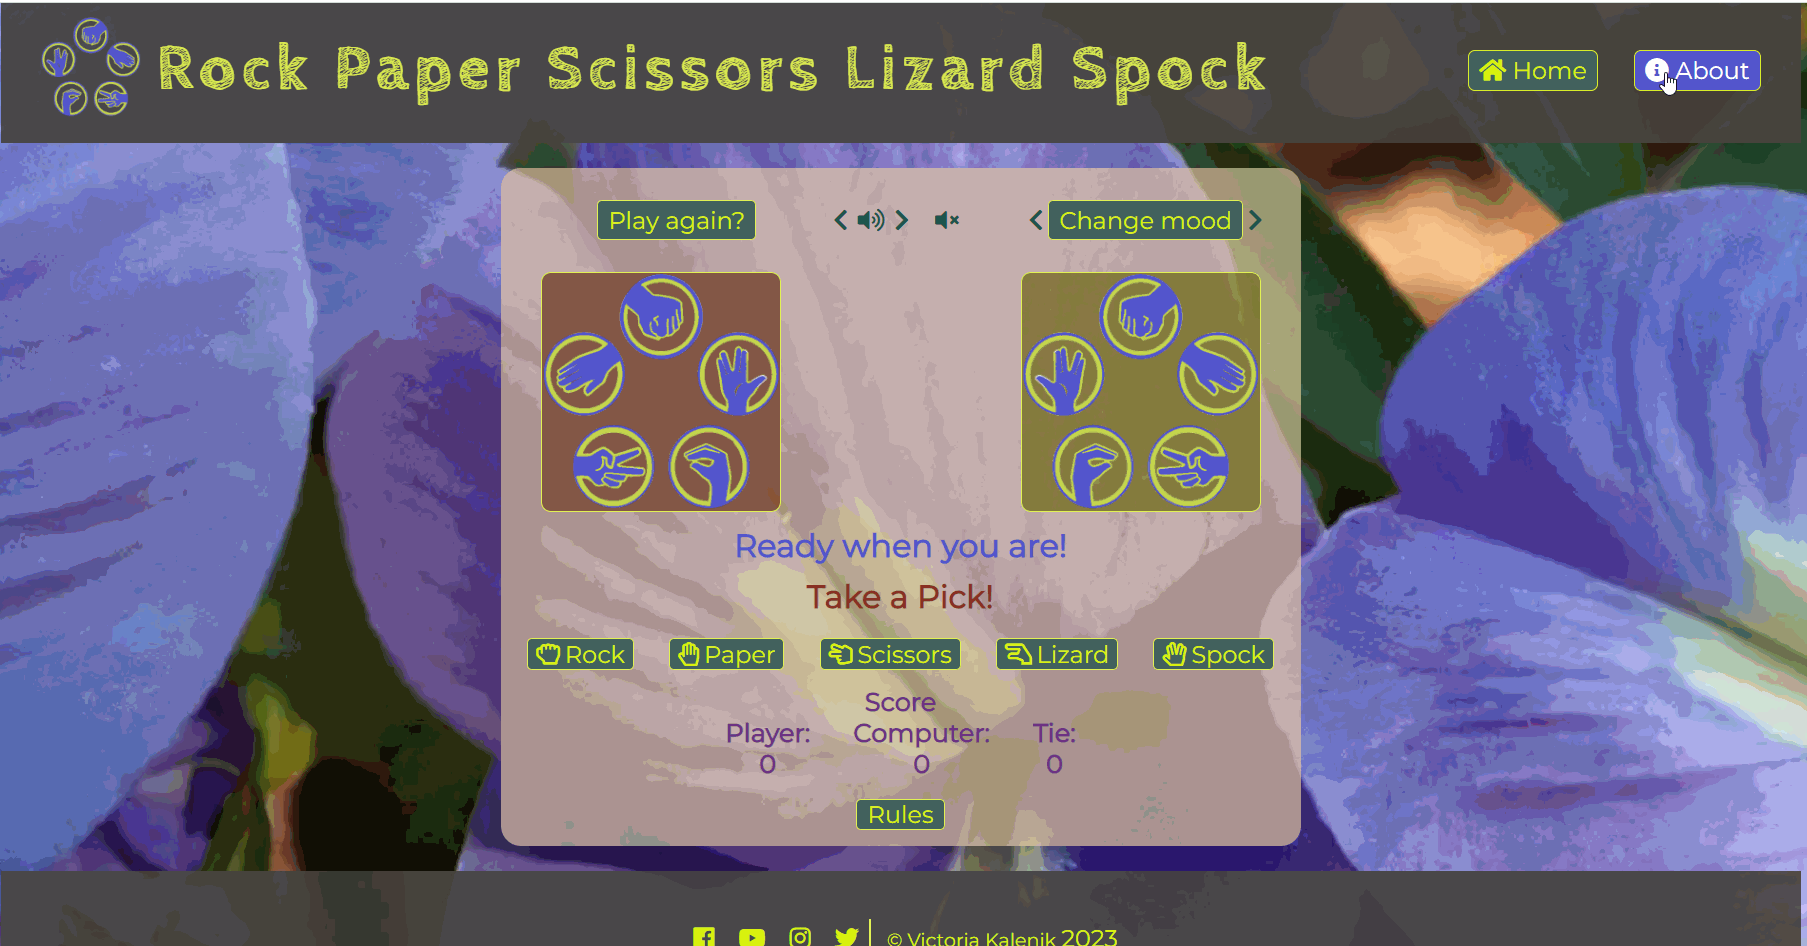 Rock Paper Scissors Lizard Spock
Home
About
Play again?
Change mood
Ready when you are!
Take a Pick!
Rock
Paper
Scissors
Lizard
Spock
Score
Player: Computer: Tie:
0 0 0
Rules
© Victoria Kalenik 2023